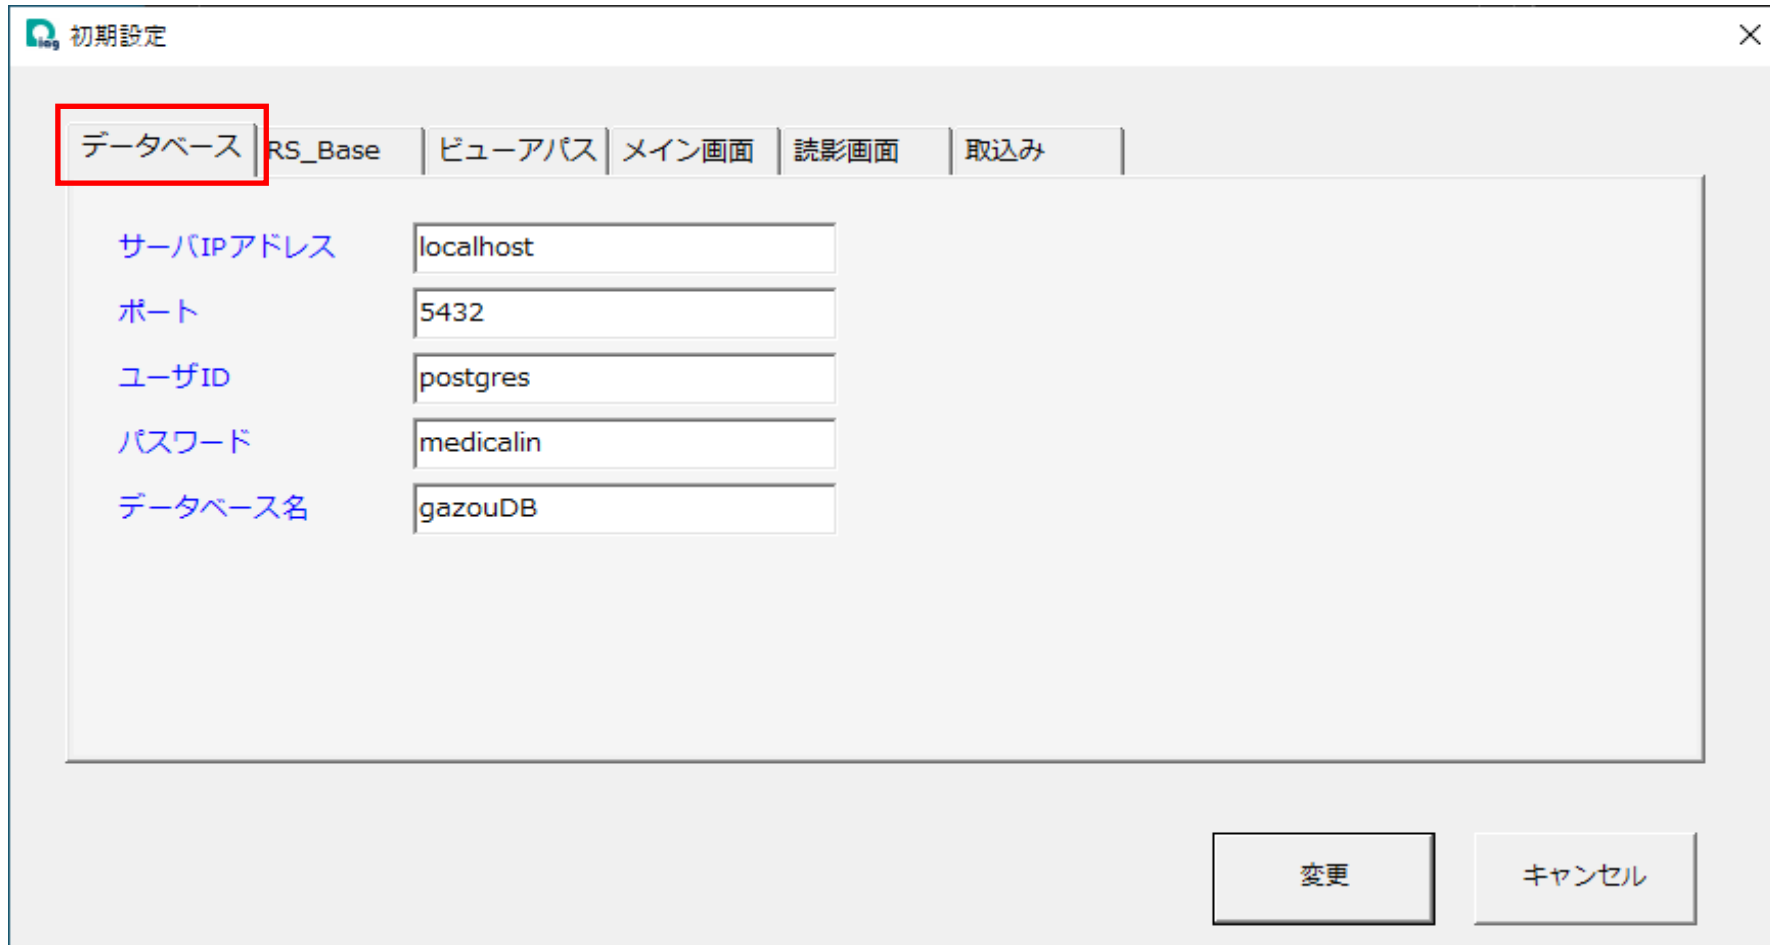 Diag 初期設定
データベース RS_Base ビューアパス メイン画面 読影画面 取込み
サーバIPアドレス localhost
ポート 5432
ユーザID postgres
パスワード medicalin
データベース名 gazouDB
変更 キャンセル